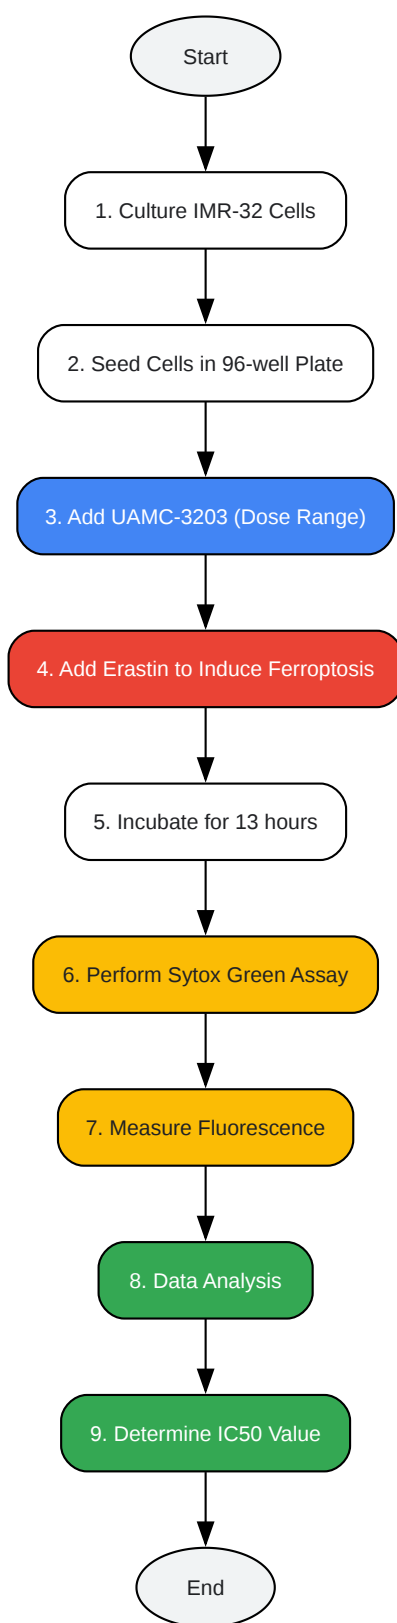 Start
1. Culture IMR-32 Cells
2. Seed Cells in 96-well Plate
3. Add UAMC-3203 (Dose Range)
4. Add Erastin to Induce Ferroptosis
5. Incubate for 13 hours
6. Perform Sytox Green Assay
7. Measure Fluorescence
8. Data Analysis
9. Determine IC50 Value
End